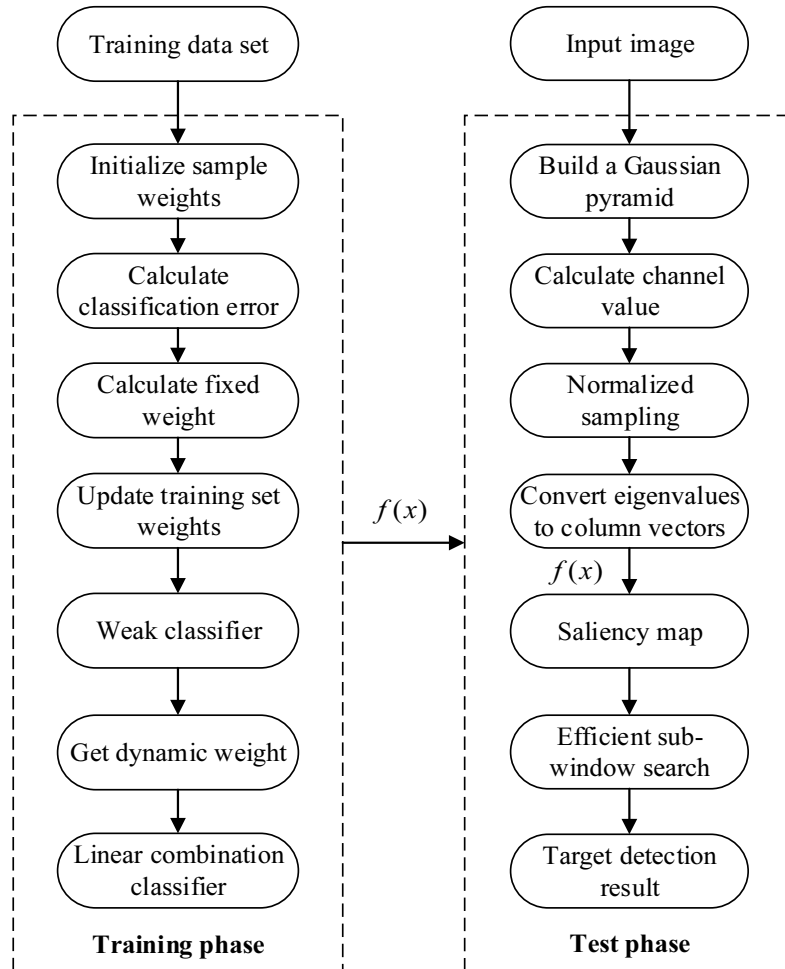 Training data set
Initialize sample
weights
Calculate
classification error
Calculate fixed
weight
Update training set
weights
Weak classifier
Get dynamic weight
Linear combination
classifier
Training phase
f(x)
Input image
Build a Gaussian
pyramid
Calculate channel
value
Normalized
sampling
Convert eigenvalues
to column vectors
f(x)
Saliency map
Efficient sub-
window search
Target detection
result
Test phase